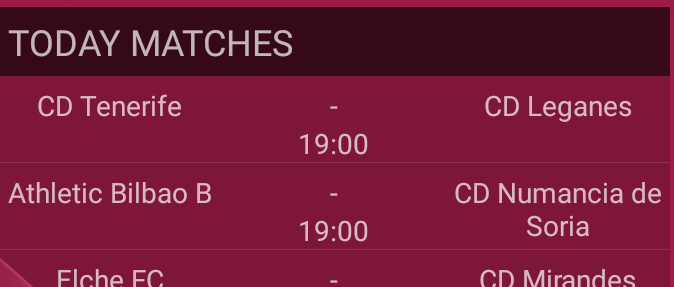 TODAY MATCHES
CD Tenerife - CD Leganes
19:00
Athletic Bilbao B - CD Numancia de
Soria
19:00
Elche FC - CD Mirandes